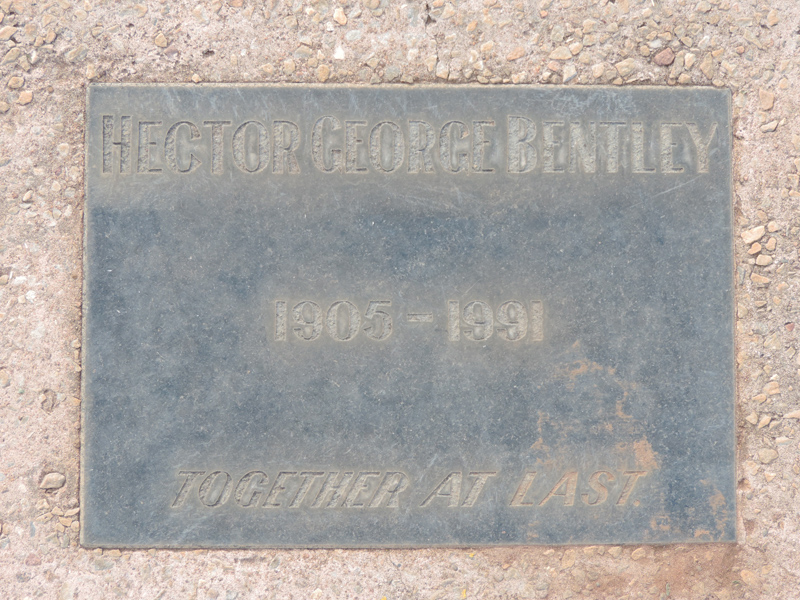 HECTOR GEORGE BENTLEY
1905 - 1991
TOGETHER AT LAST.